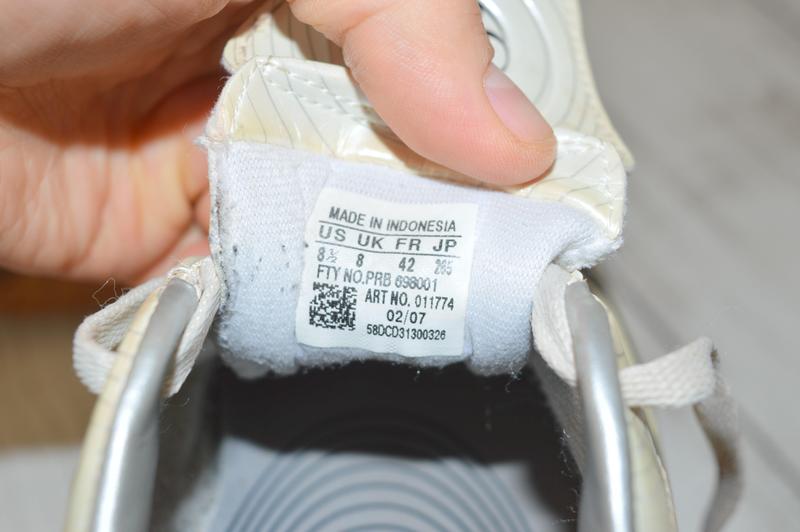 MADE IN INDONESIA
US UK FR JP
8½ 8 42 265
FTY NO.PRB 698001
ART NO. 011774
02/07
58DCD31300326